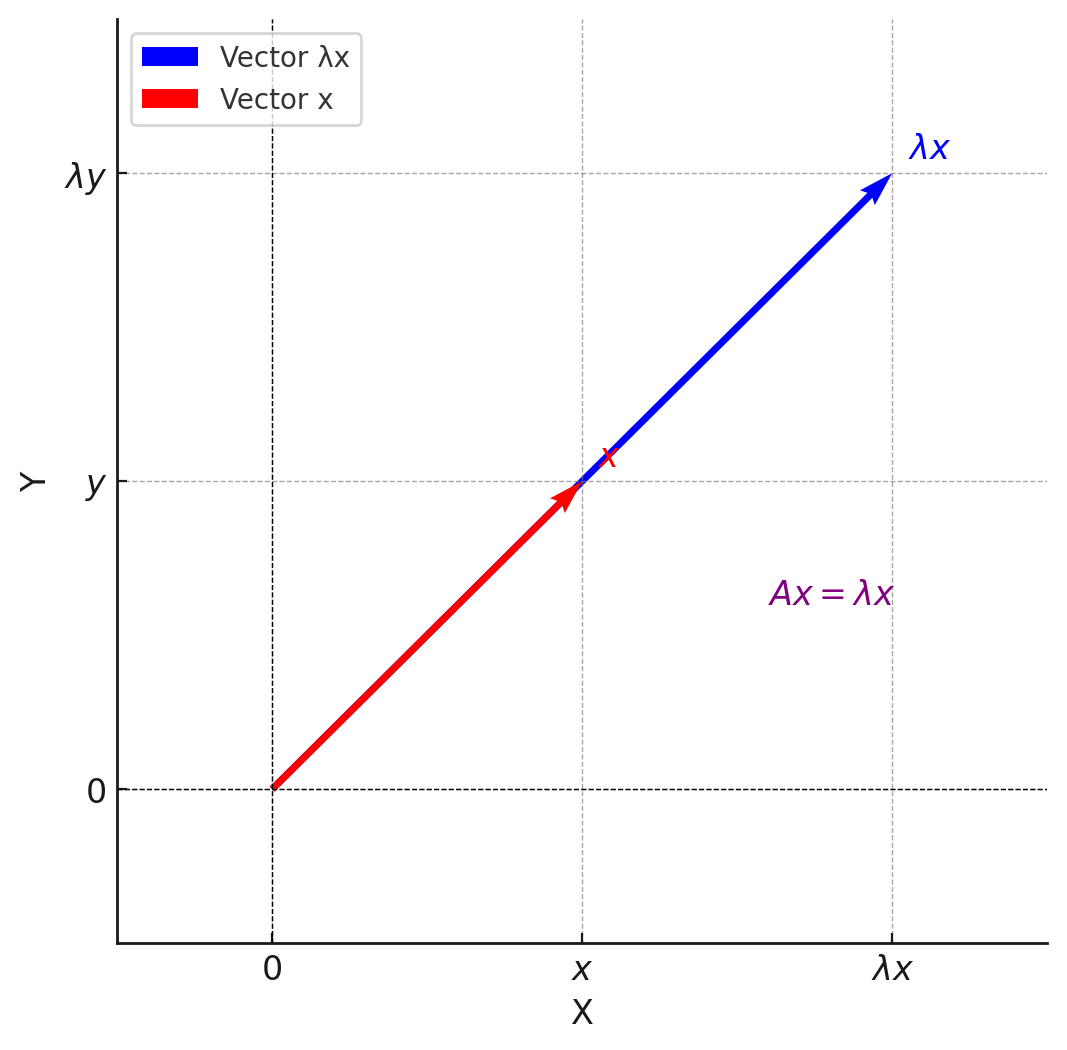 Vector λx
Vector x
λx
λy
x
Y
y
Ax = λx
0
0
x
λx
X